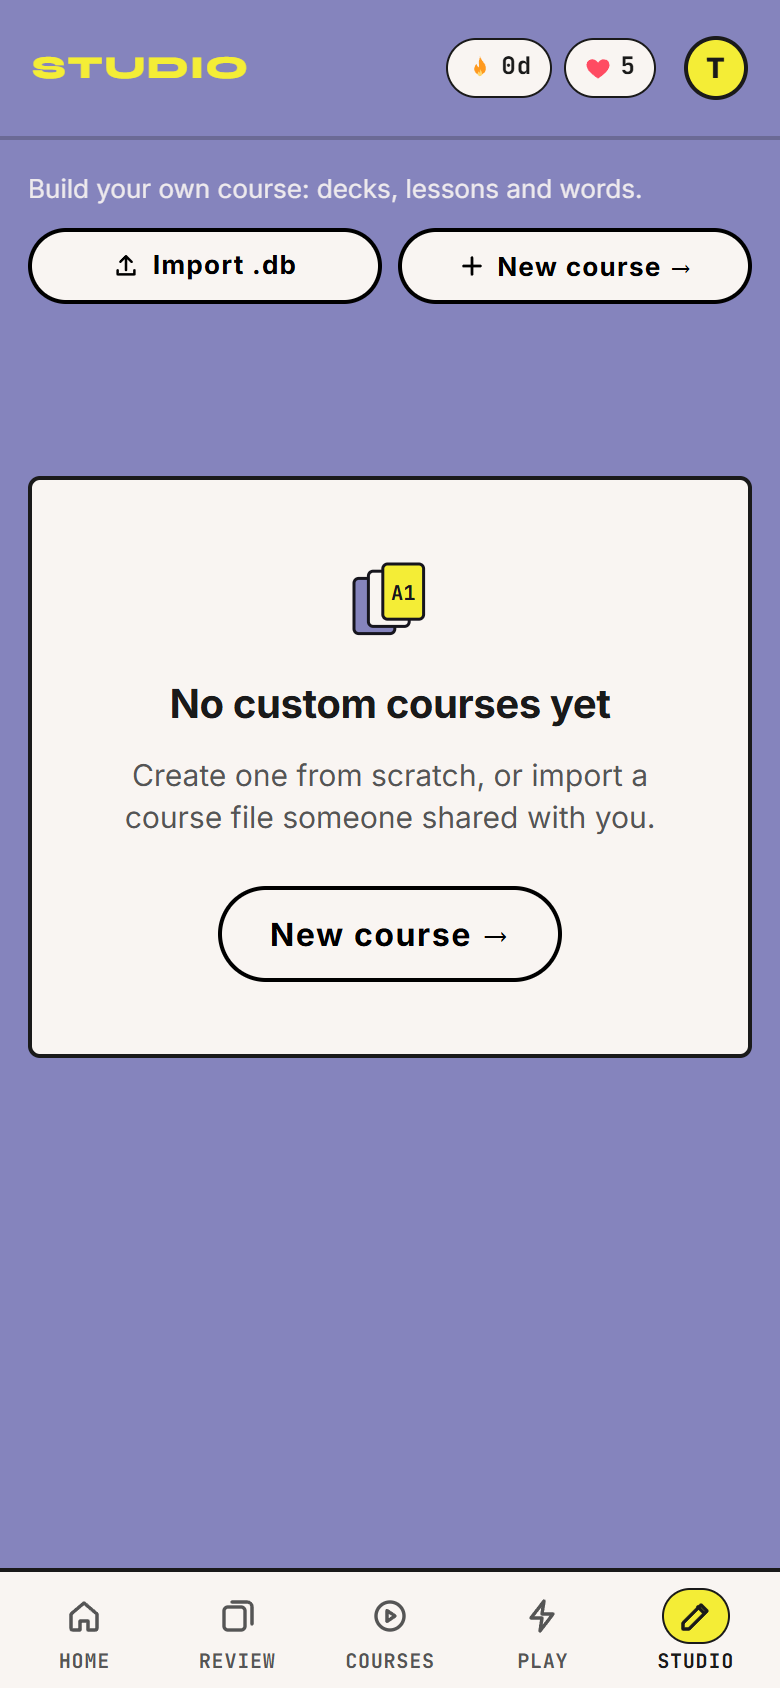 STUDIO
0d
5
T
Build your own course: decks, lessons and words.
Import .db
+ New course →
A1
No custom courses yet
Create one from scratch, or import a
course file someone shared with you.
New course →
HOME
REVIEW
COURSES
PLAY
STUDIO